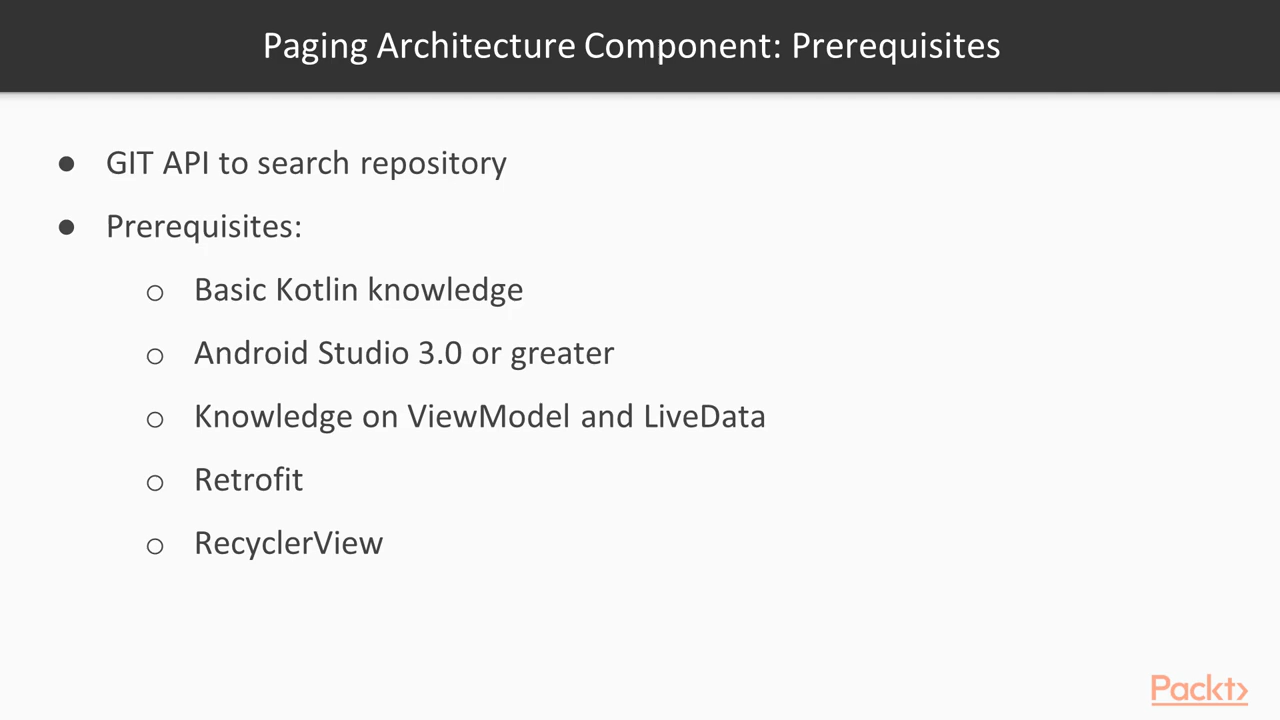 Paging Architecture Component: Prerequisites
● GIT API to search repository
● Prerequisites:
○ Basic Kotlin knowledge
○ Android Studio 3.0 or greater
○ Knowledge on ViewModel and LiveData
○ Retrofit
○ RecyclerView
Packt>